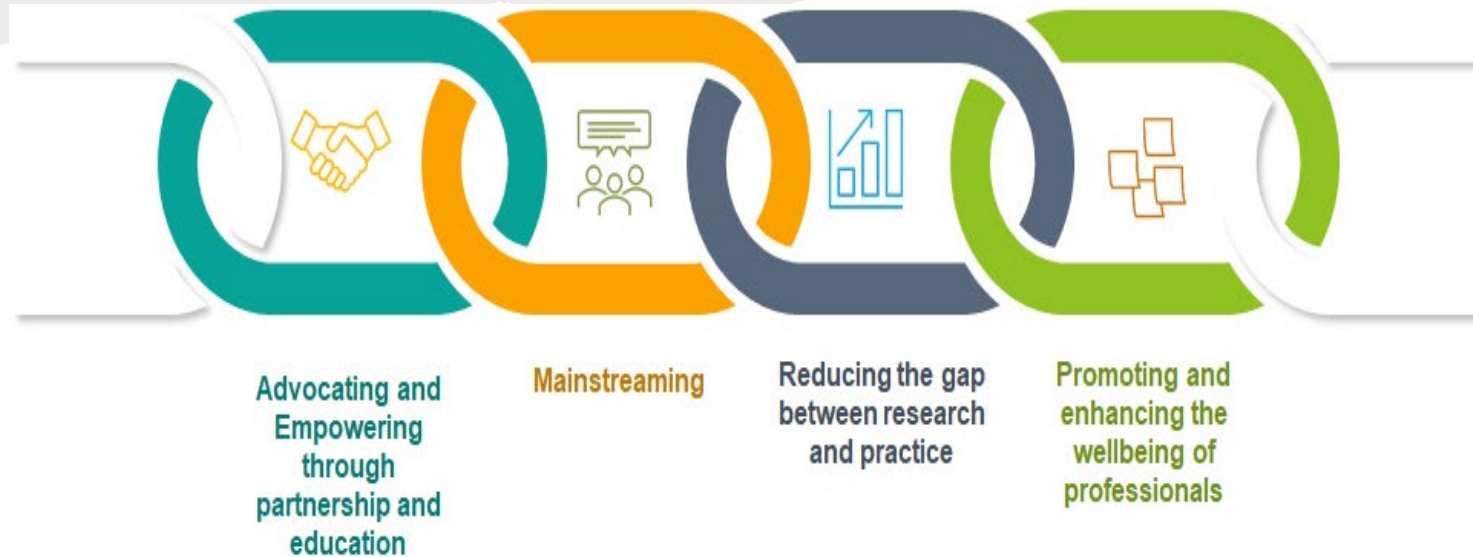 Advocating and
Empowering
through
partnership and
education
Mainstreaming
Reducing the gap
between research
and practice
Promoting and
enhancing the
wellbeing of
professionals